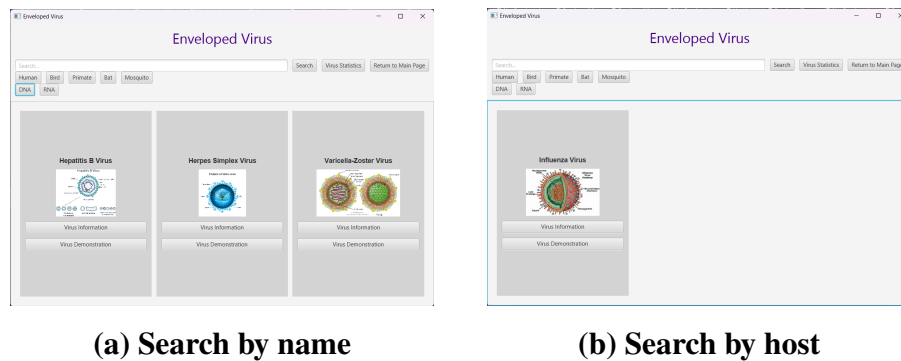 Enveloped Virus
Enveloped Virus
Search...
Search Virus Statistics Return to Main Page
Human Bird Primate Bat Mosquito
DNA RNA
Hepatitis B Virus Herpes Simplex Virus Varicella-Zoster Virus
Virus Information Virus Information Virus Information
Virus Demonstration Virus Demonstration Virus Demonstration
(a) Search by name
Enveloped Virus
Enveloped Virus
Search...
Search Virus Statistics Return to Main Page
Human Bird Primate Bat Mosquito
DNA RNA
Influenza Virus
Virus Information
Virus Demonstration
(b) Search by host